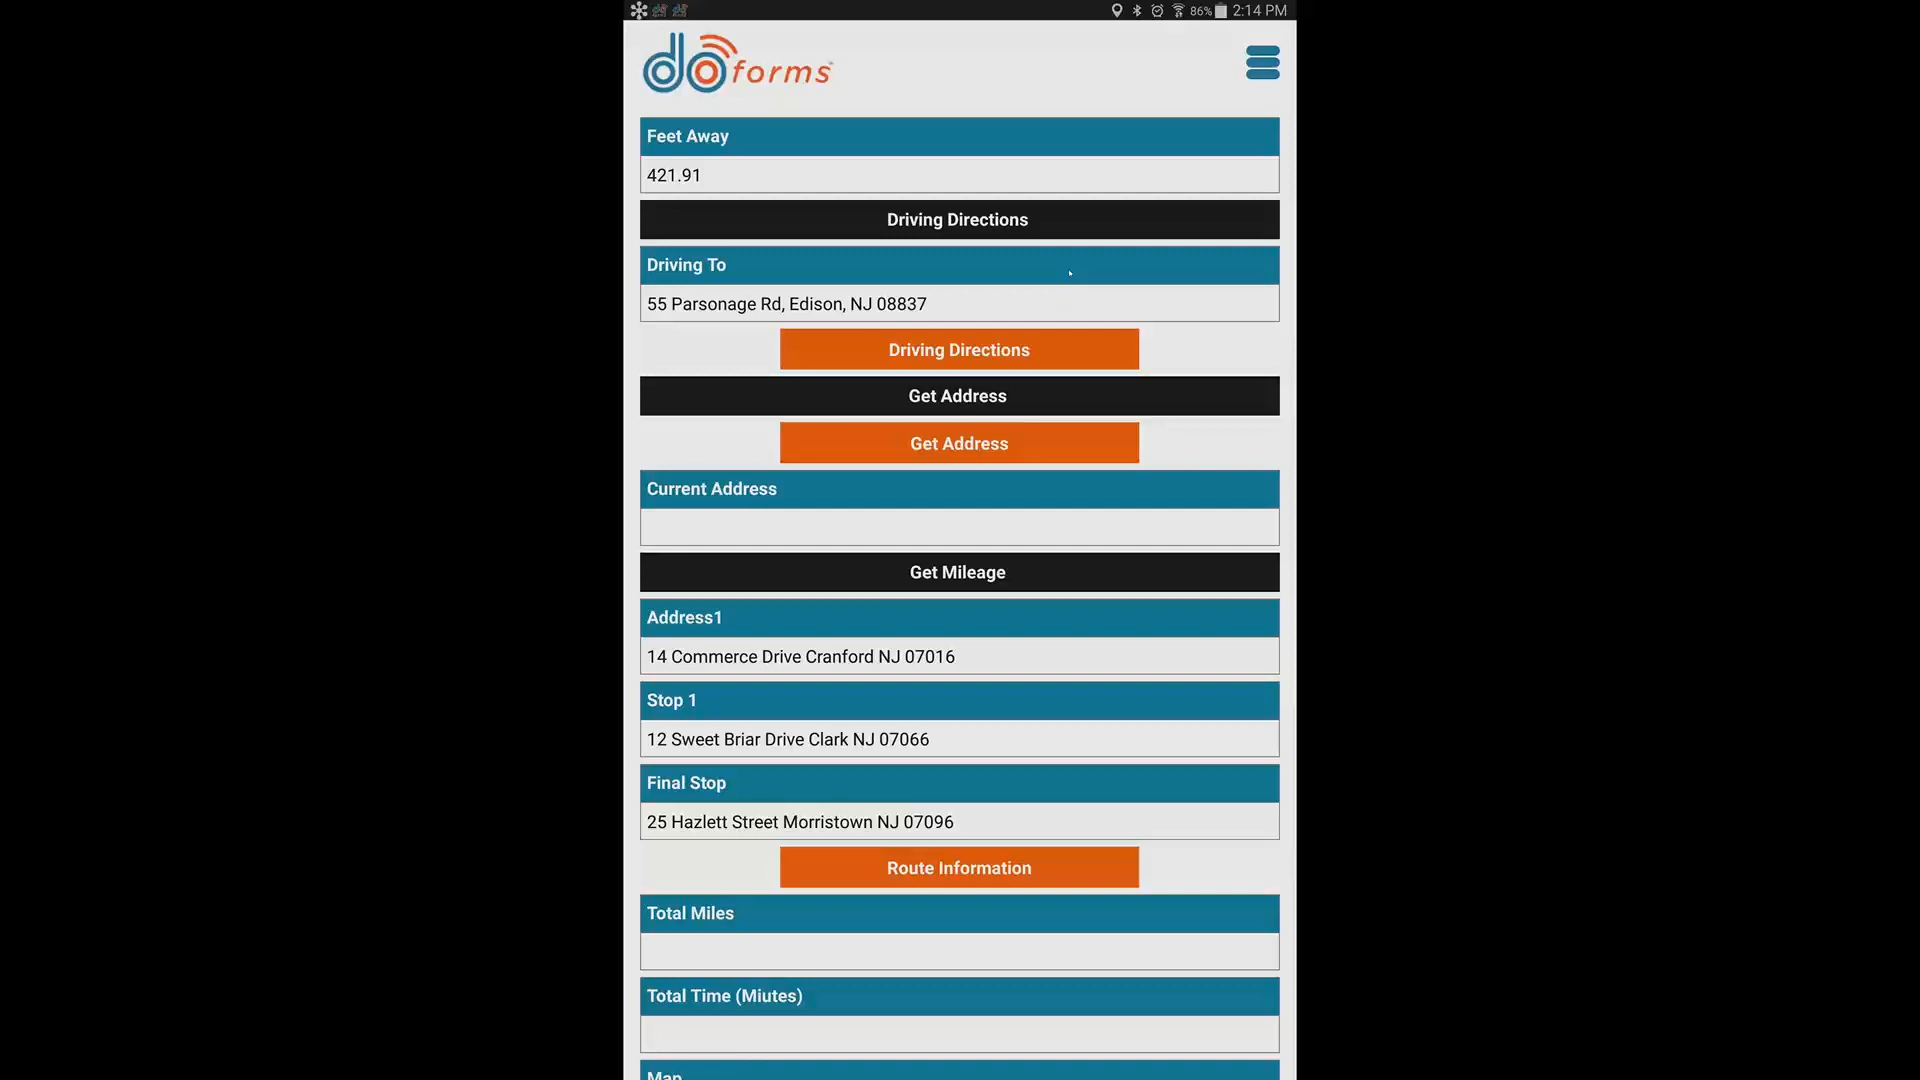 86% 2:14 PM
doforms
Feet Away
421.91
Driving Directions
Driving To
55 Parsonage Rd, Edison, NJ 08837
Driving Directions
Get Address
Get Address
Current Address
Get Mileage
Address1
14 Commerce Drive Cranford NJ 07016
Stop 1
12 Sweet Briar Drive Clark NJ 07066
Final Stop
25 Hazlett Street Morristown NJ 07096
Route Information
Total Miles
Total Time (Miutes)
Map